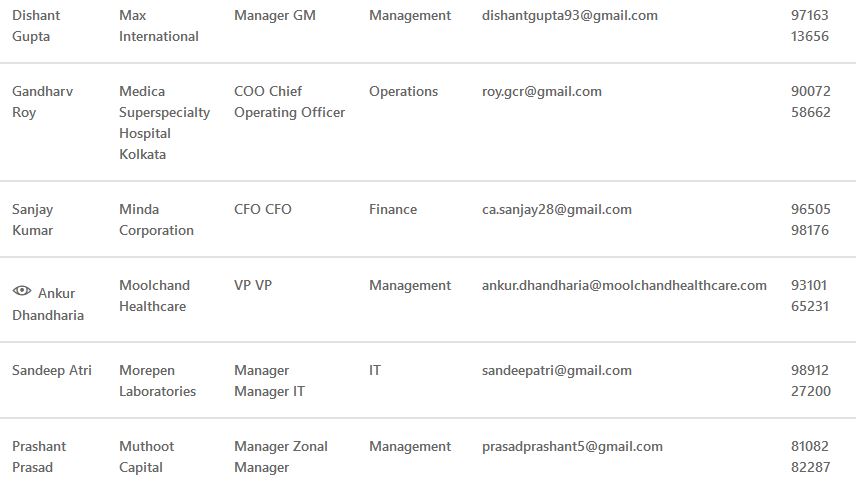 Dishant Max Manager GM Management dishantgupta93@gmail.com 97163
Gupta International 13656
Gandharv Medica COO Chief Operations roy.gcr@gmail.com 90072
Roy Superspecialty Operating Officer 58662
Hospital
Kolkata
Sanjay Minda CFO CFO Finance ca.sanjay28@gmail.com 96505
Kumar Corporation 98176
Ankur Moolchand VP VP Management ankur.dhandharia@moolchandhealthcare.com 93101
Dhandharia Healthcare 65231
Sandeep Atri Morepen Manager IT sandeepatri@gmail.com 98912
Laboratories Manager IT 27200
Prashant Muthoot Manager Zonal Management prasadprashant5@gmail.com 81082
Prasad Capital Manager 82287